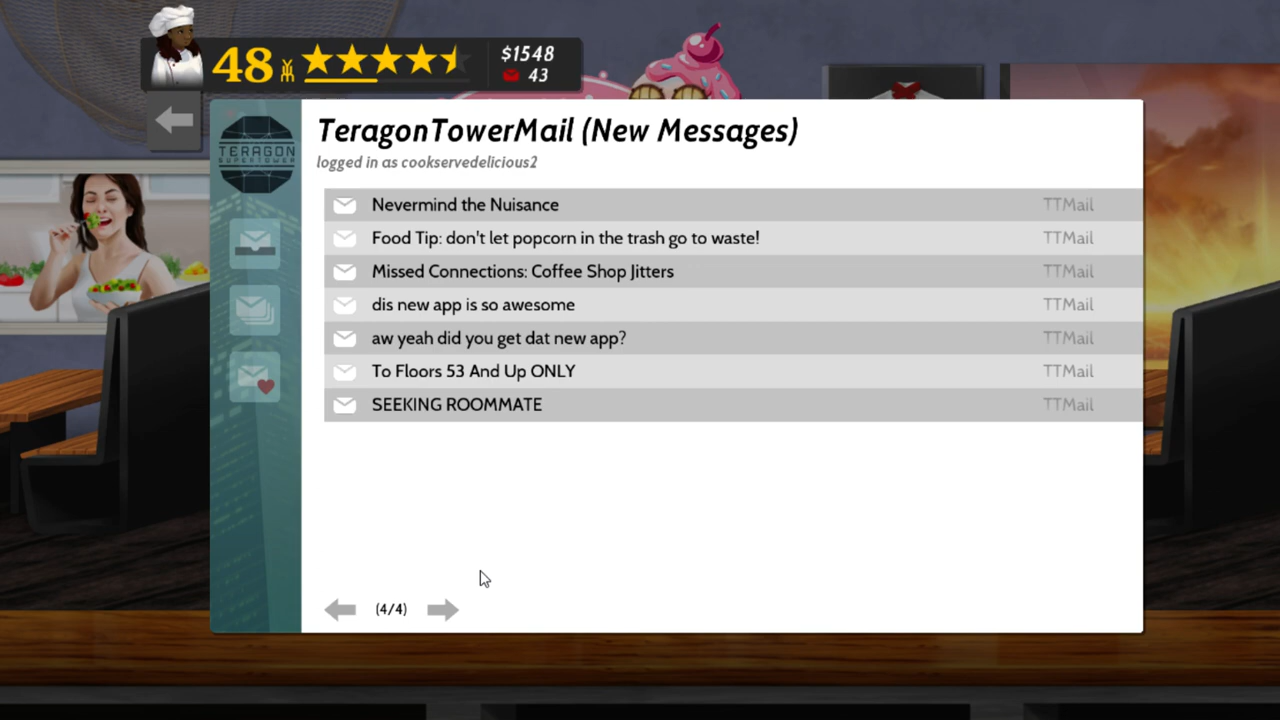 48
$1548
43
TERAGON
SUPERTOWER
TeragonTowerMail (New Messages)
logged in as cookservedelicious2
Nevermind the Nuisance TTMail
Food Tip: don't let popcorn in the trash go to waste! TTMail
Missed Connections: Coffee Shop Jitters TTMail
dis new app is so awesome TTMail
aw yeah did you get dat new app? TTMail
To Floors 53 And Up ONLY TTMail
SEEKING ROOMMATE TTMail
(4/4)